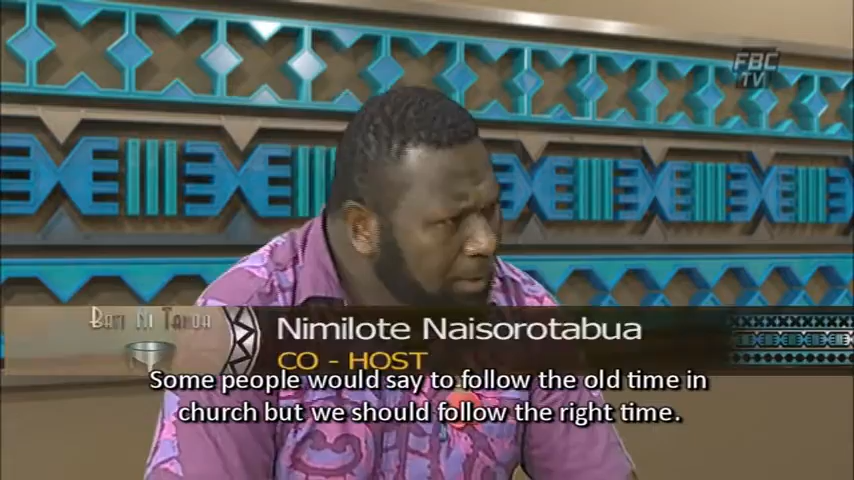 FBC
TV
Bati Ni Tanoa
Nimilote Naisorotabua
CO - HOST
Some people would say to follow the old time in
church but we should follow the right time.